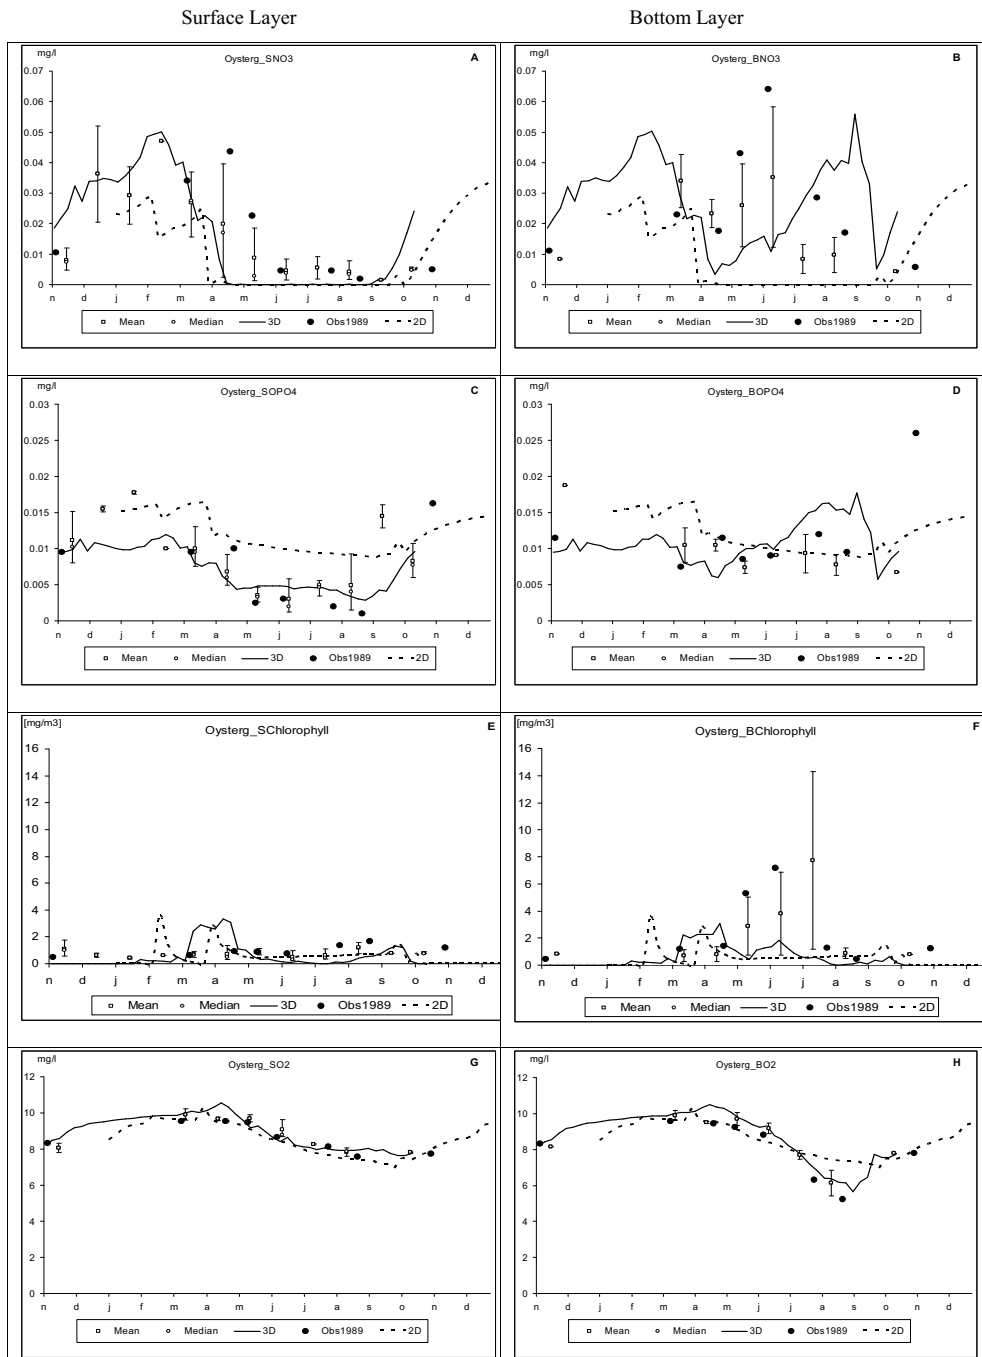 Surface Layer Bottom Layer
mg/l Oysterg_SNO3 A
0.07
0.06
0.05
0.04
0.03
0.02
0.01
0
n d j f m a m j j a s o n d
Mean Median 3D Obs1989 2D
mg/l Oysterg_BNO3 B
0.07
0.06
0.05
0.04
0.03
0.02
0.01
0
n d j f m a m j j a s o n d
Mean Median 3D Obs1989 2D
mg/l Oysterg_SOPO4 C
0.03
0.025
0.02
0.015
0.01
0.005
0
n d j f m a m j j a s o n d
Mean Median 3D Obs1989 2D
mg/l Oysterg_BOPO4 D
0.03
0.025
0.02
0.015
0.01
0.005
0
n d j f m a m j j a s o n d
Mean Median 3D Obs1989 2D
[mg/m3] Oysterg_SChlorophyll E
16
14
12
10
8
6
4
2
0
n d j f m a m j j a s o n d
Mean Median 3D Obs1989 2D
[mg/m3] Oysterg_BChlorophyll F
16
14
12
10
8
6
4
2
0
n d j f m a m j j a s o n d
Mean Median 3D Obs1989 2D
mg/l Oysterg_SO2 G
12
10
8
6
4
2
0
n d j f m a m j j a s o n d
Mean Median 3D Obs1989 2D
mg/l Oysterg_BO2 H
12
10
8
6
4
2
0
n d j f m a m j j a s o n d
Mean Median 3D Obs1989 2D